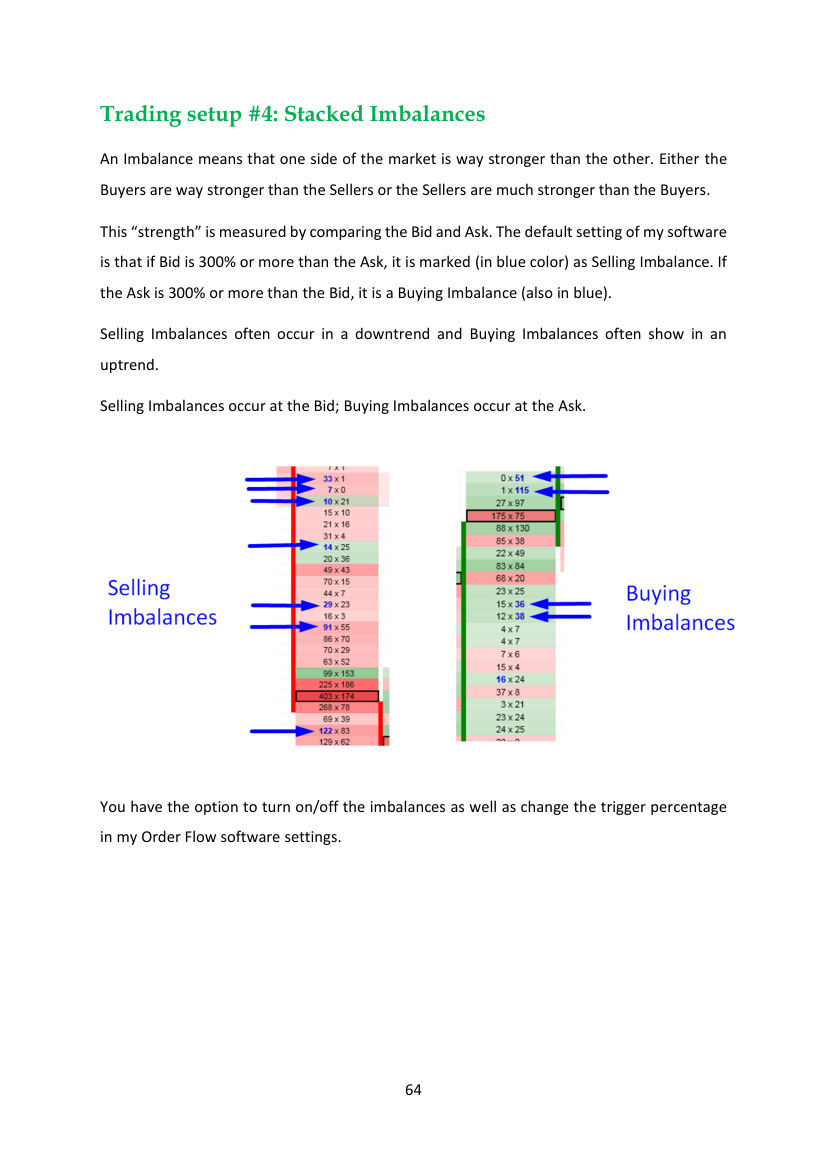 Trading setup #4: Stacked Imbalances
An Imbalance means that one side of the market is way stronger than the other. Either the
Buyers are way stronger than the Sellers or the Sellers are much stronger than the Buyers.
This “strength” is measured by comparing the Bid and Ask. The default setting of my software
is that if Bid is 300% or more than the Ask, it is marked (in blue color) as Selling Imbalance. If
the Ask is 300% or more than the Bid, it is a Buying Imbalance (also in blue).
Selling Imbalances often occur in a downtrend and Buying Imbalances often show in an
uptrend.
Selling Imbalances occur at the Bid; Buying Imbalances occur at the Ask.
Selling
Imbalances
33 x 1
7 x 0
10 x 21
15 x 10
21 x 16
31 x 4
14 x 25
20 x 36
49 x 43
70 x 15
44 x 7
29 x 23
16 x 3
91 x 55
86 x 70
70 x 29
63 x 52
99 x 153
225 x 186
403 x 174
268 x 78
69 x 39
122 x 83
129 x 62
0 x 51
1 x 115
27 x 97
175 x 75
88 x 130
85 x 38
22 x 49
83 x 84
68 x 20
23 x 25
15 x 36
12 x 38
4 x 7
4 x 7
7 x 6
15 x 4
16 x 24
37 x 8
3 x 21
23 x 24
24 x 25
Buying
Imbalances
You have the option to turn on/off the imbalances as well as change the trigger percentage
in my Order Flow software settings.
64